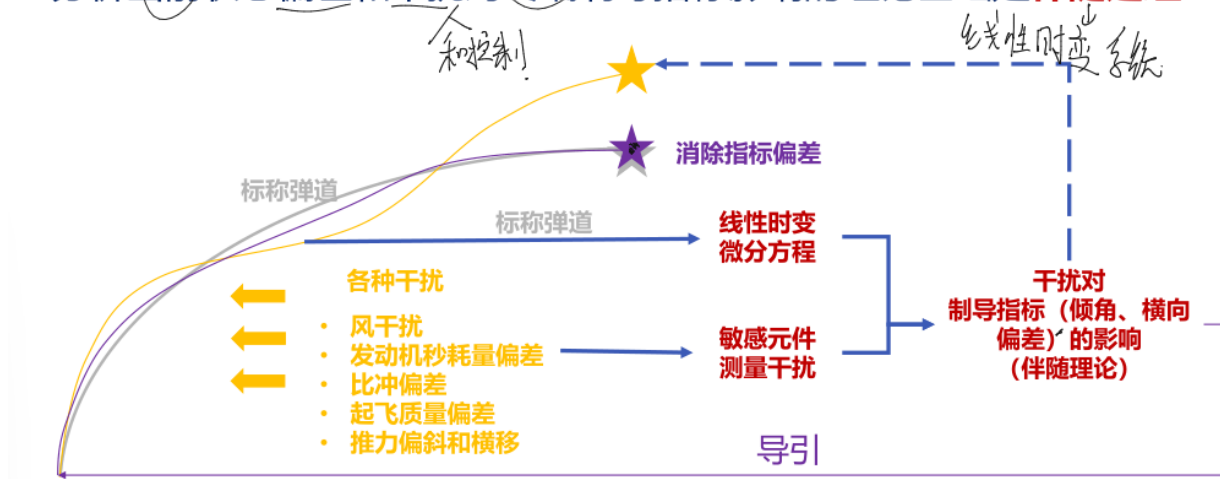 和控制!
线性时变系统
消除指标偏差
标称弹道
标称弹道
线性时变
微分方程
各种干扰
• 风干扰
• 发动机秒耗量偏差
• 比冲偏差
• 起飞质量偏差
• 推力偏斜和横移
敏感元件
测量干扰
干扰对
制导指标（倾角、横向
偏差）的影响
（伴随理论）
导引